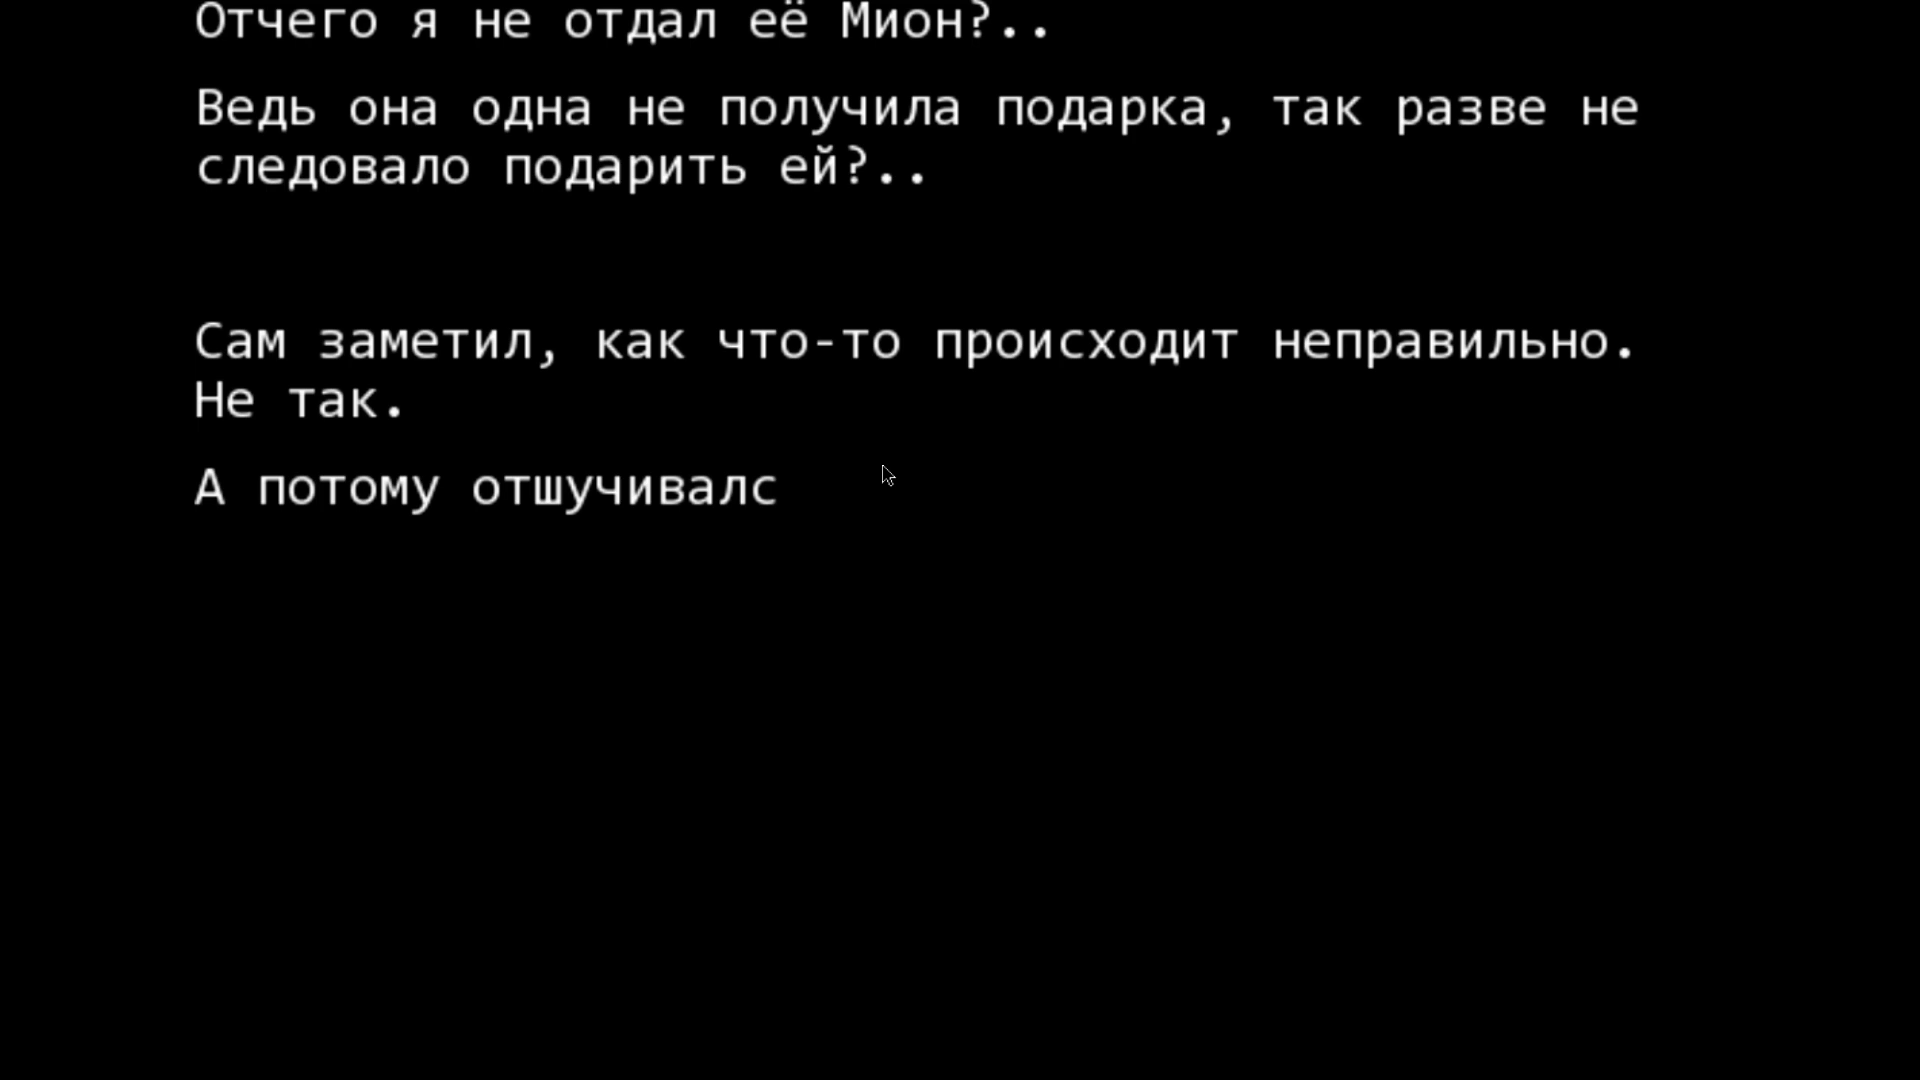 Отчего я не отдал её Мион?..
Ведь она одна не получила подарка, так разве не
следовало подарить ей?..
Сам заметил, как что-то происходит неправильно.
Не так.
А потому отшучивалс